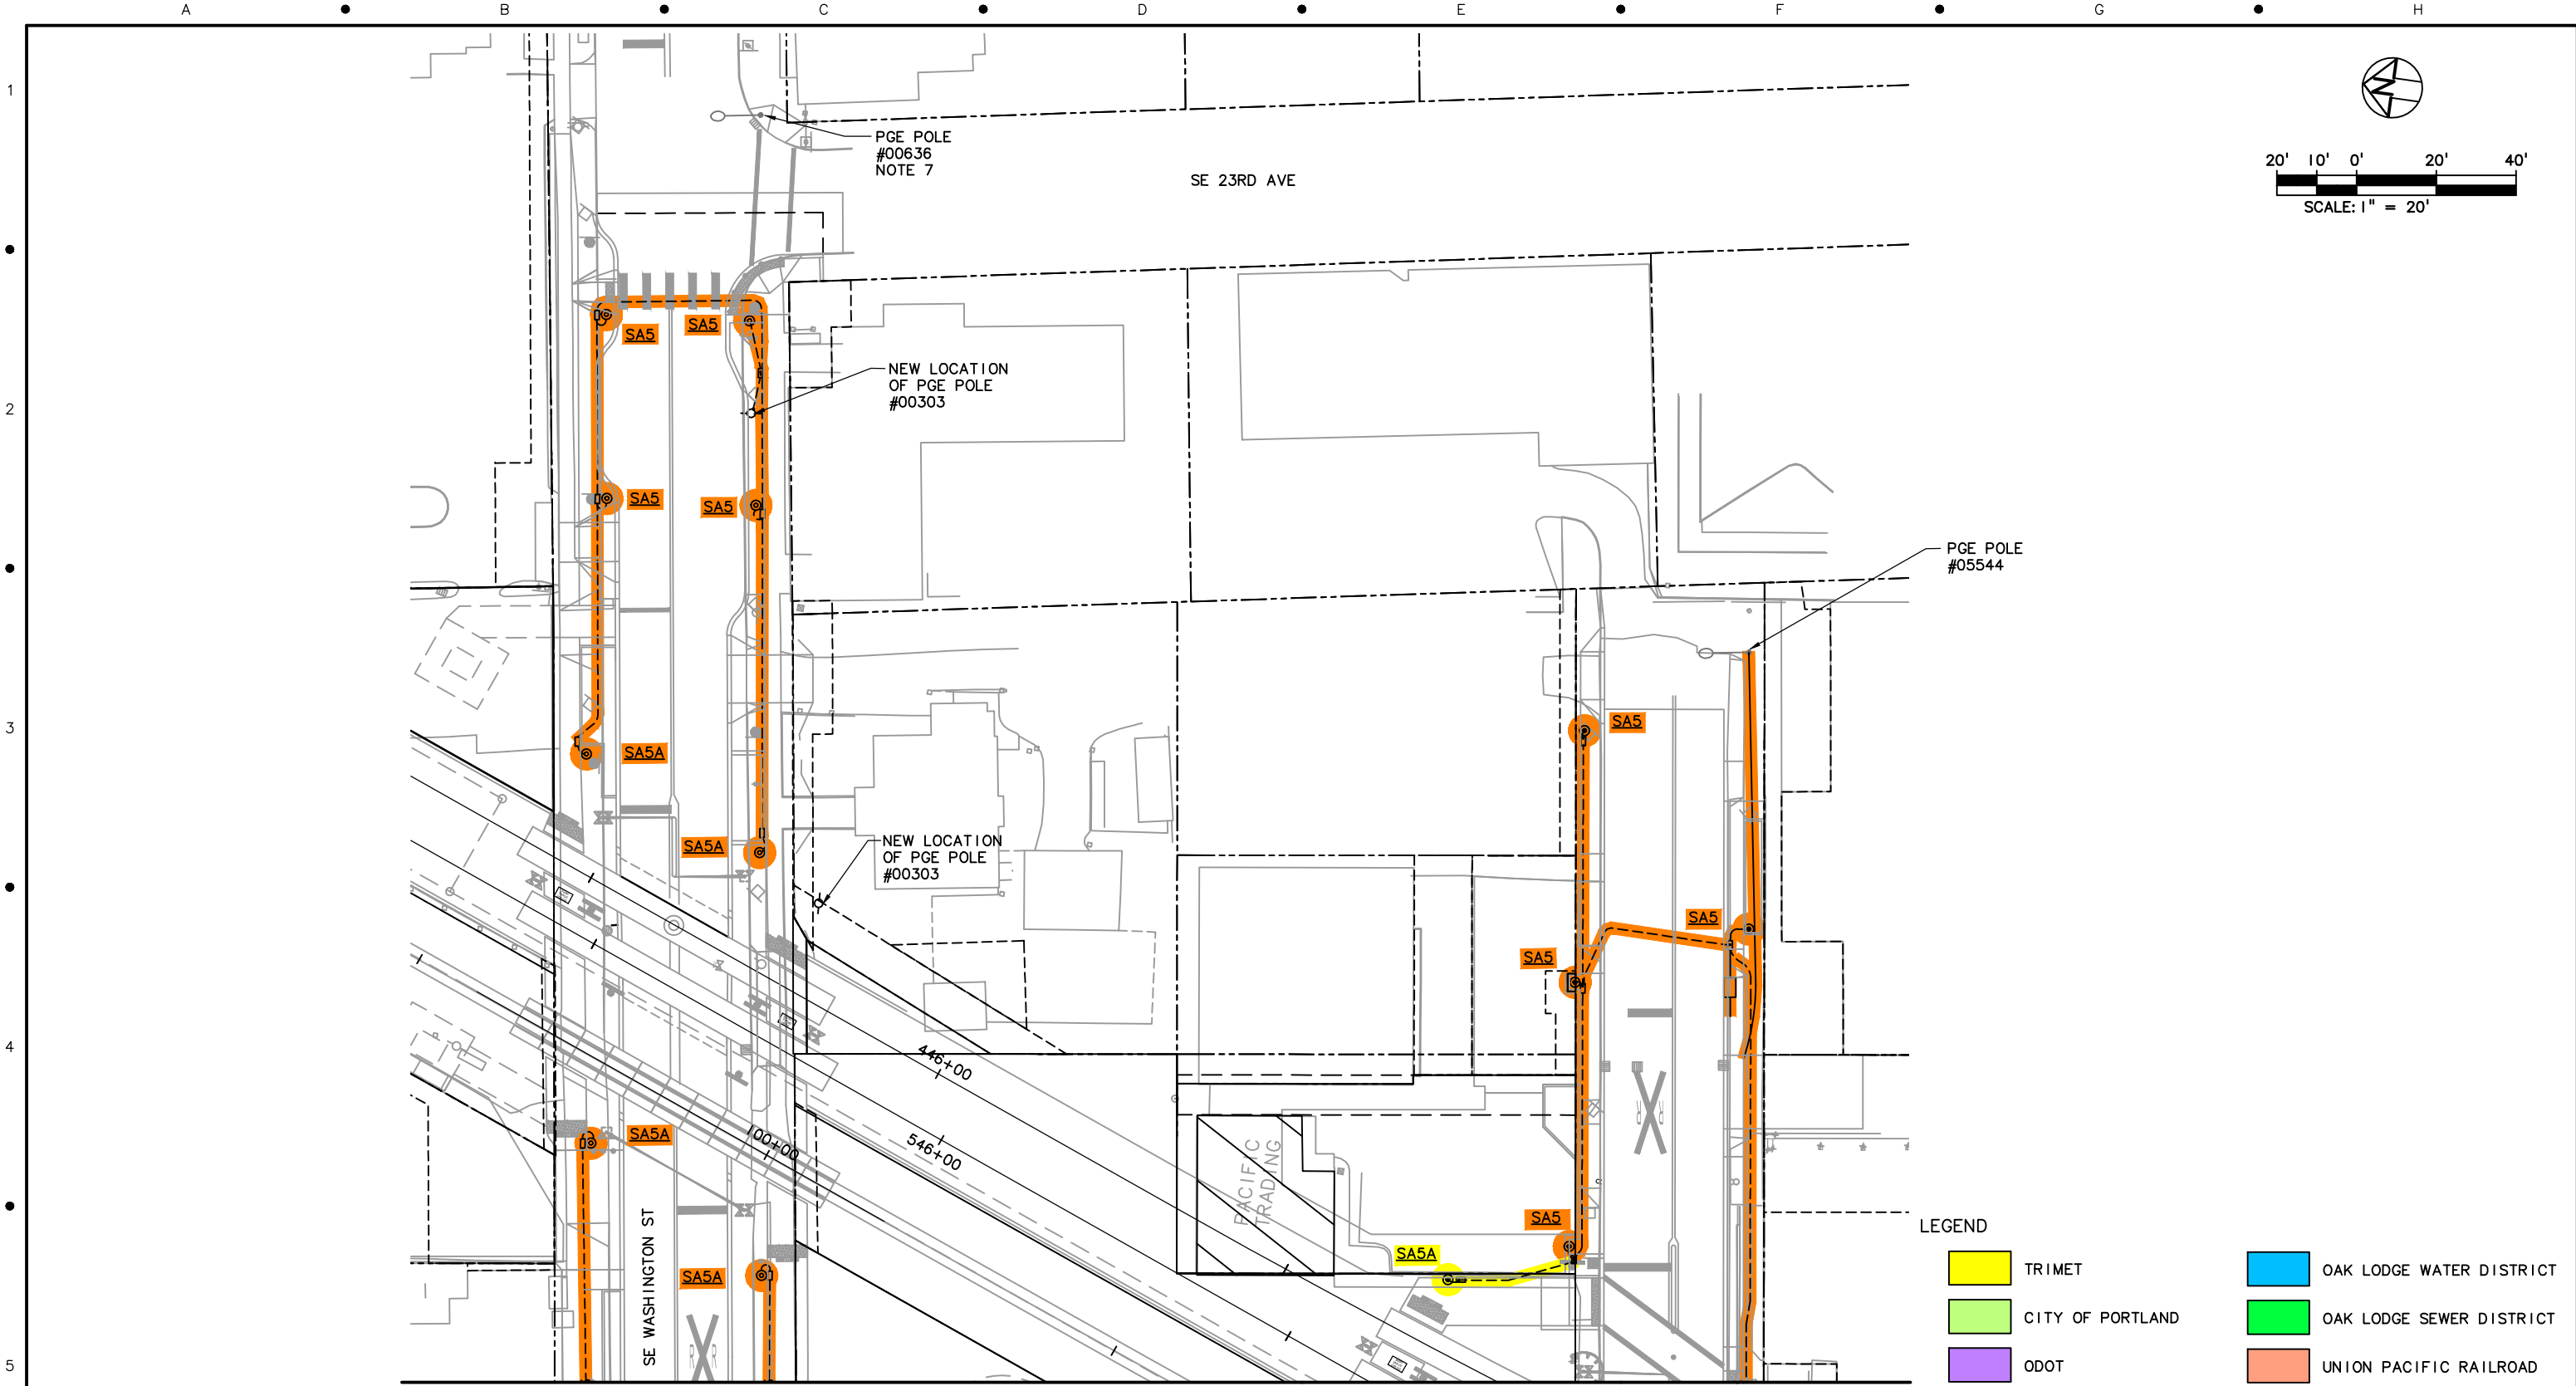 A B C D E F G H
1
PGE POLE
#00636
NOTE 7
SE 23RD AVE
20' 10' 0' 20' 40'
SCALE: 1" = 20'
SA5
SA5
NEW LOCATION
OF PGE POLE
#00303
2
SA5
SA5
PGE POLE
#05544
3
SA5
SA5A
SA5A
NEW LOCATION
OF PGE POLE
#00303
SA5
SA5
4
446+00
SA5A
100+00
546+00
PACIFIC
TRADING
SA5
SA5A
SA5A
SE WASHINGTON ST
5
LEGEND
TRIMET
CITY OF PORTLAND
ODOT
OAK LODGE WATER DISTRICT
OAK LODGE SEWER DISTRICT
UNION PACIFIC RAILROAD